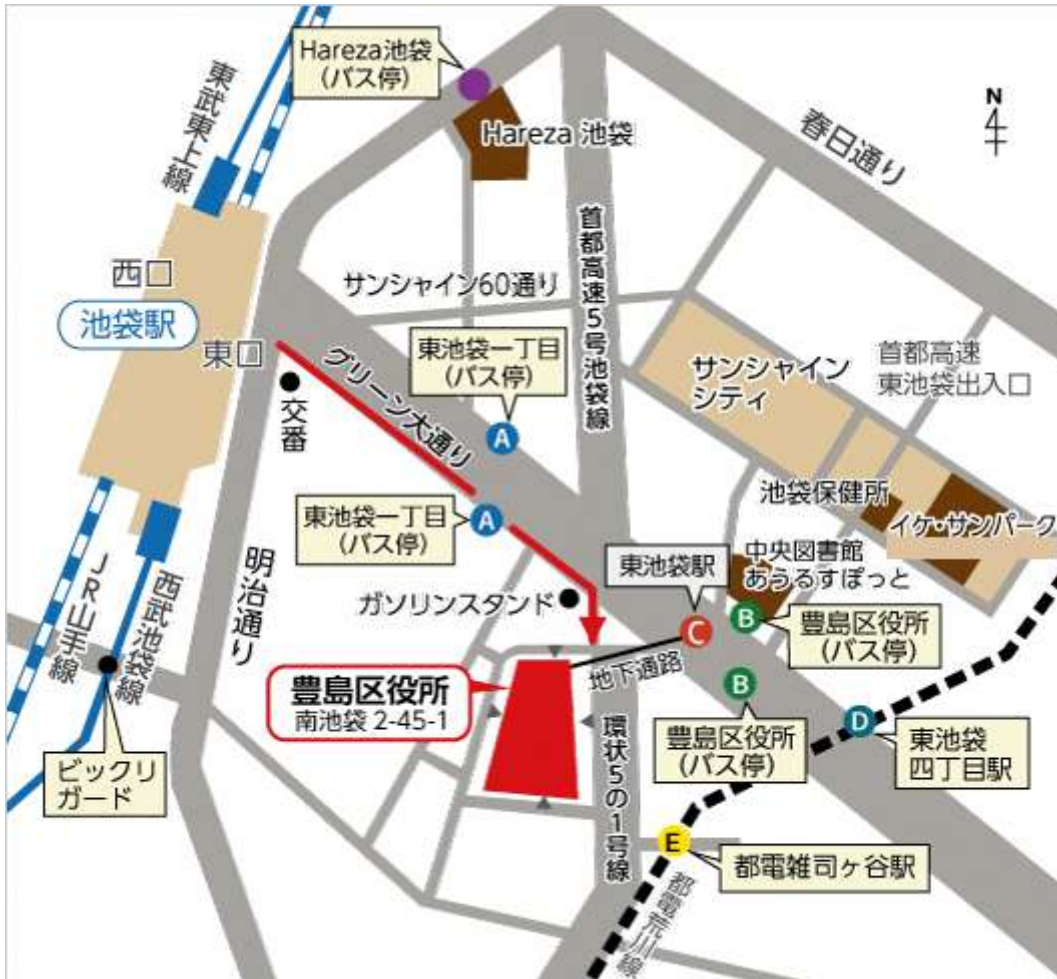 Hareza池袋
(バス停)
N
東武東上線
Hareza 池袋
春日通り
首都高速5号池袋線
西口
サンシャイン60通り
池袋駅
東口
東池袋一丁目
(バス停)
サンシャイン
シティ
首都高速
東池袋出入口
グリーン大通り
交番
A
東池袋一丁目
(バス停)
A
池袋保健所
イケ・サンパーク
明治通り
東池袋駅
中央図書館
あうるすぽっと
JR山手線
西武池袋線
ガソリンスタンド
C
B
豊島区役所
(バス停)
地下通路
豊島区役所
南池袋 2-45-1
B
豊島区役所
(バス停)
D
東池袋
四丁目駅
環状5の1号線
ビックリ
ガード
E
都電雑司ヶ谷駅
都電荒川線